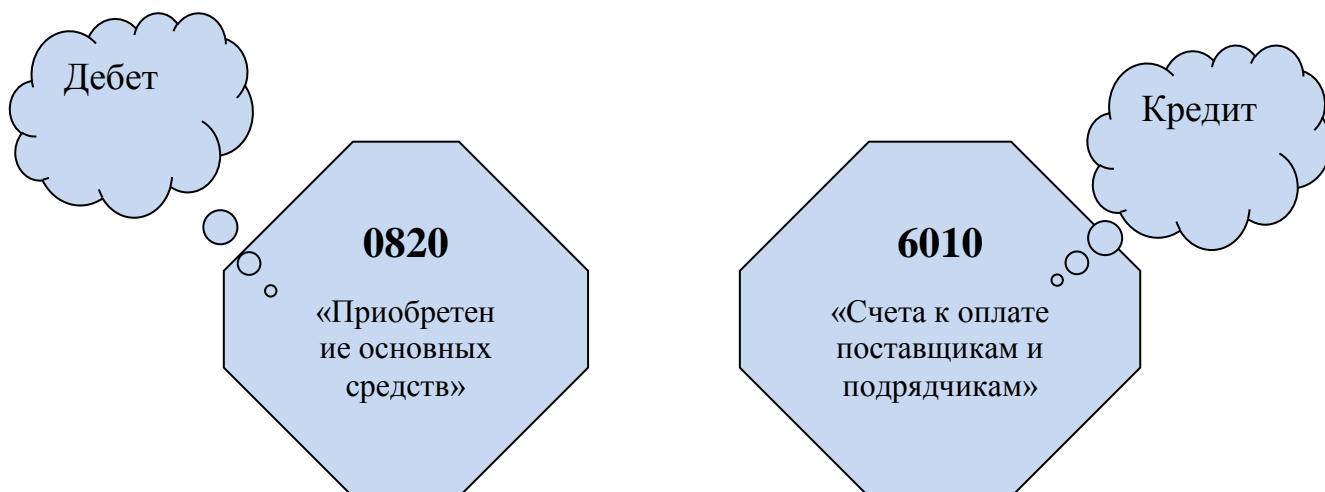 Дебет
Кредит
0820
«Приобретен
ие основных
средств»
6010
«Счета к оплате
поставщикам и
подрядчикам»